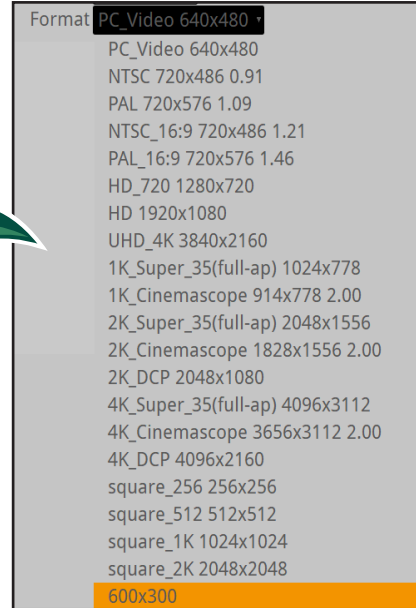 Format PC_Video 640x480
PC_Video 640x480
NTSC 720x486 0.91
PAL 720x576 1.09
NTSC_16:9 720x486 1.21
PAL_16:9 720x576 1.46
HD_720 1280x720
HD 1920x1080
UHD_4K 3840x2160
1K_Super_35(full-ap) 1024x778
1K_Cinemascope 914x778 2.00
2K_Super_35(full-ap) 2048x1556
2K_Cinemascope 1828x1556 2.00
2K_DCP 2048x1080
4K_Super_35(full-ap) 4096x3112
4K_Cinemascope 3656x3112 2.00
4K_DCP 4096x2160
square_256 256x256
square_512 512x512
square_1K 1024x1024
square_2K 2048x2048
600x300